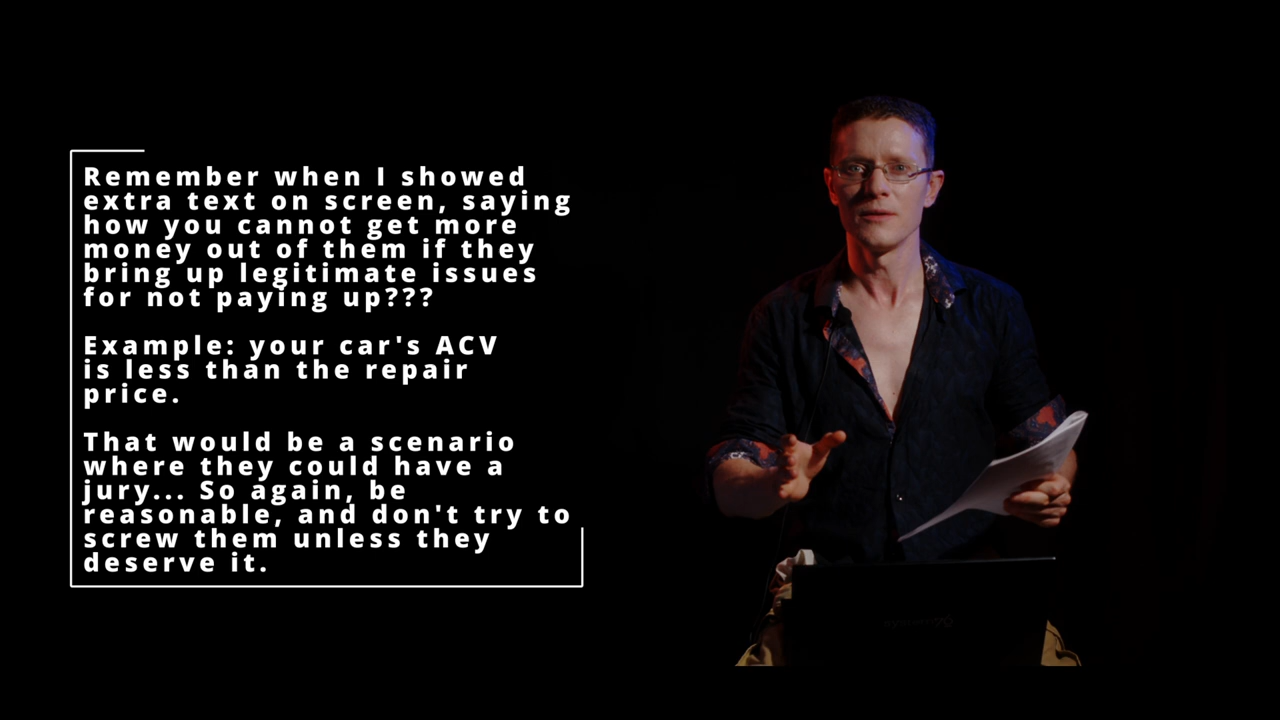 Remember when I showed
extra text on screen, saying
how you cannot get more
money out of them if they
bring up legitimate issues
for not paying up???
Example: your car's ACV
is less than the repair
price.
That would be a scenario
where they could have a
jury... So again, be
reasonable, and don't try to
screw them unless they
deserve it.